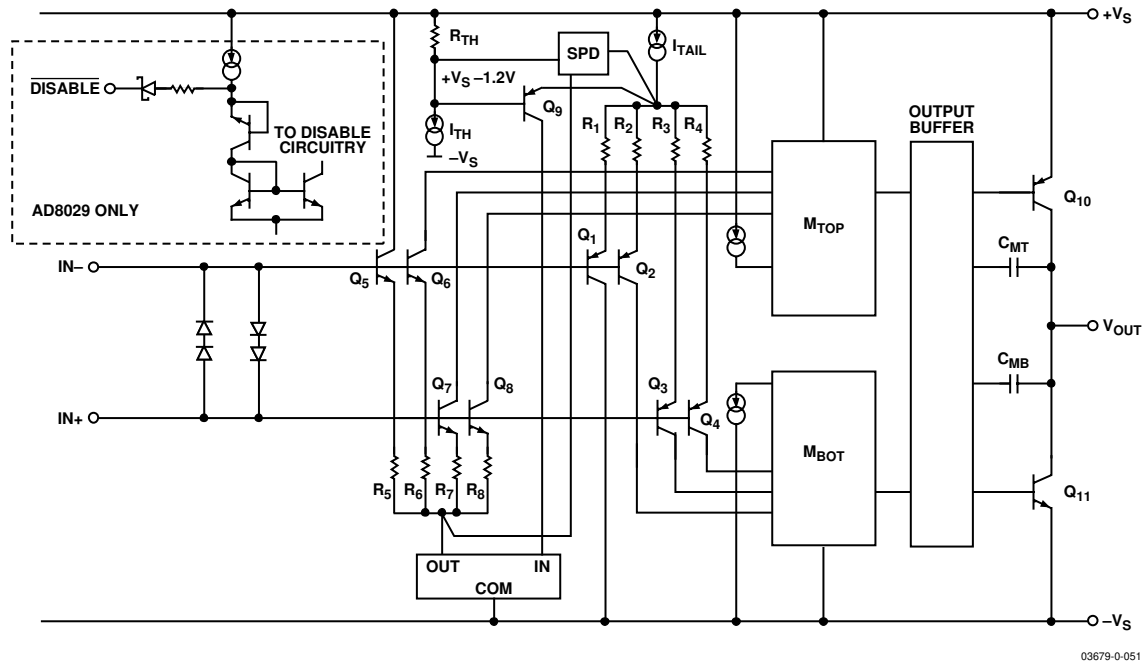 +VS
RTH
SPD
ITAIL
DISABLE
+VS –1.2V
Q9
R1
R2
R3
R4
OUTPUT
BUFFER
TO DISABLE
CIRCUITRY
ITH
–VS
AD8029 ONLY
MTOP
Q10
Q1
Q2
CMT
IN–
Q5
Q6
VOUT
CMB
Q7
Q8
Q3
IN+
Q4
MBOT
R5
R6
R7
R8
Q11
OUT
IN
COM
–VS
03679-0-051